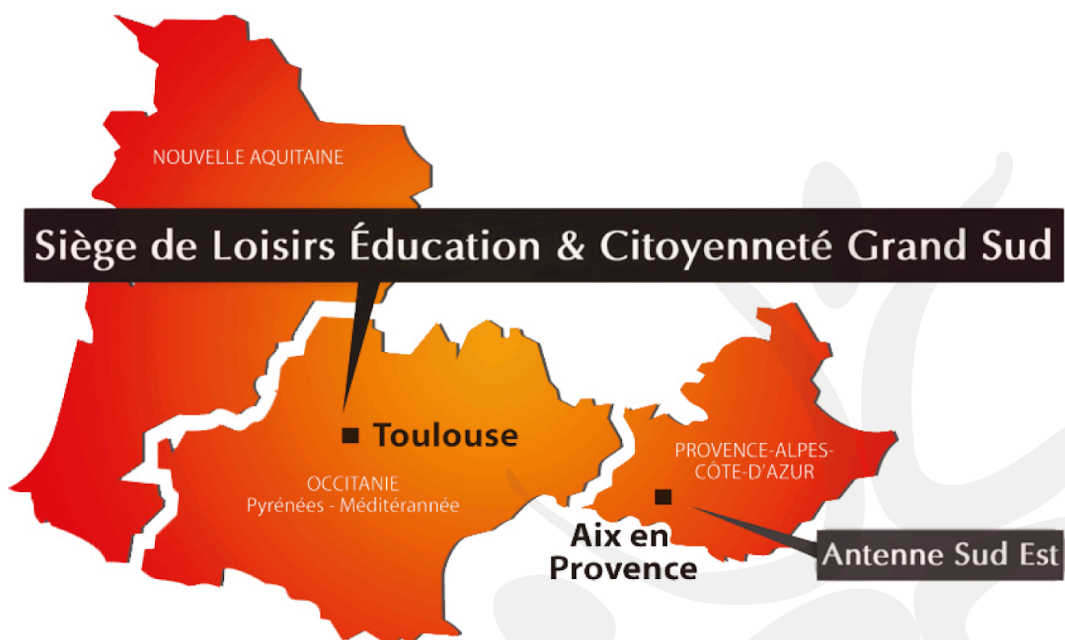 NOUVELLE AQUITAINE
Siège de Loisirs Éducation & Citoyenneté Grand Sud
Toulouse
OCCITANIE
Pyrénées - Méditérannée
PROVENCE-ALPES-
CÔTE-D'AZUR
Aix en
Provence
Antenne Sud Est